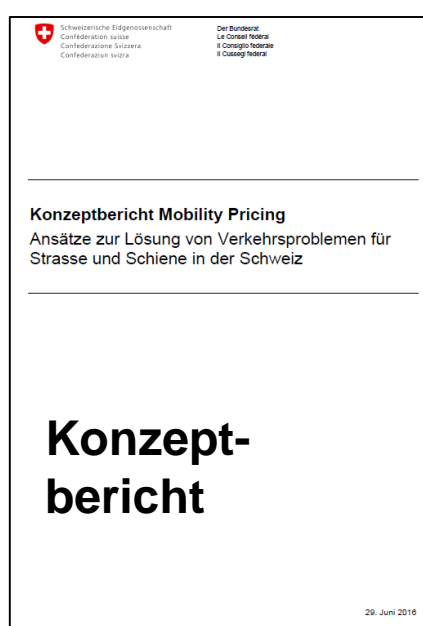 Schweizerische Eidgenossenschaft
Confédération suisse
Confederazione Svizzera
Confederaziun svizra
Der Bundesrat
Le Conseil fédéral
Il Consiglio federale
Il Cussegl federal
Konzeptbericht Mobility Pricing
Ansätze zur Lösung von Verkehrsproblemen für
Strasse und Schiene in der Schweiz
Konzept-
bericht
29. Juni 2016